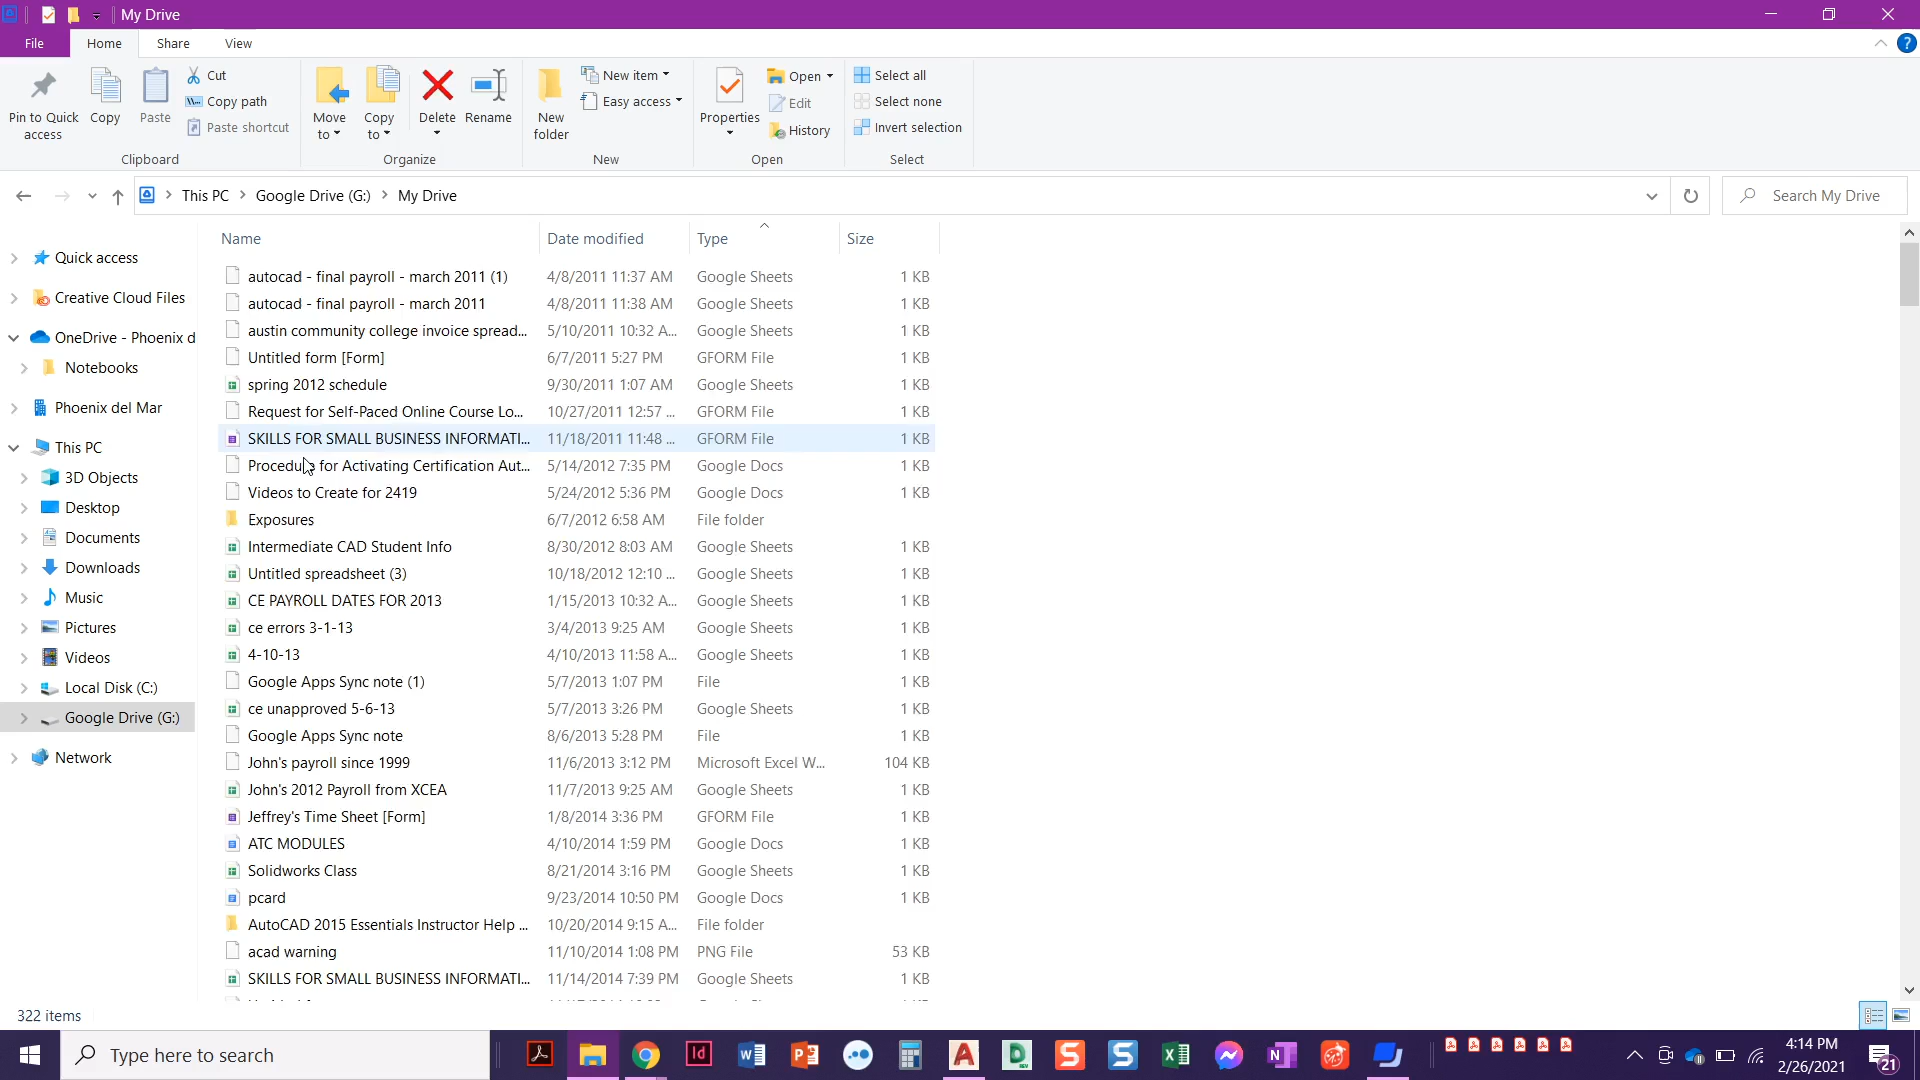 My Drive
File Home Share View
Pin to Quick access
Copy
Paste
Cut
Copy path
Paste shortcut
Clipboard
Move to
Copy to
Delete
Rename
Organize
New folder
New item
Easy access
New
Properties
Open
Edit
History
Open
Select all
Select none
Invert selection
Select
This PC Google Drive (G:) My Drive
Search My Drive
Quick access
Creative Cloud Files
OneDrive - Phoenix d
Notebooks
Phoenix del Mar
This PC
3D Objects
Desktop
Documents
Downloads
Music
Pictures
Videos
Local Disk (C:)
Google Drive (G:)
Network
Name Date modified Type Size
autocad - final payroll - march 2011 (1) 4/8/2011 11:37 AM Google Sheets 1 KB
autocad - final payroll - march 2011 4/8/2011 11:38 AM Google Sheets 1 KB
austin community college invoice spread... 5/10/2011 10:32 A... Google Sheets 1 KB
Untitled form [Form] 6/7/2011 5:27 PM GFORM File 1 KB
spring 2012 schedule 9/30/2011 1:07 AM Google Sheets 1 KB
Request for Self-Paced Online Course Lo... 10/27/2011 12:57 ... GFORM File 1 KB
SKILLS FOR SMALL BUSINESS INFORMATI... 11/18/2011 11:48 ... GFORM File 1 KB
Procedure for Activating Certification Aut... 5/14/2012 7:35 PM Google Docs 1 KB
Videos to Create for 2419 5/24/2012 5:36 PM Google Docs 1 KB
Exposures 6/7/2012 6:58 AM File folder
Intermediate CAD Student Info 8/30/2012 8:03 AM Google Sheets 1 KB
Untitled spreadsheet (3) 10/18/2012 12:10 ... Google Sheets 1 KB
CE PAYROLL DATES FOR 2013 1/15/2013 10:32 A... Google Sheets 1 KB
ce errors 3-1-13 3/4/2013 9:25 AM Google Sheets 1 KB
4-10-13 4/10/2013 11:58 A... Google Sheets 1 KB
Google Apps Sync note (1) 5/7/2013 1:07 PM File 1 KB
ce unapproved 5-6-13 5/7/2013 3:26 PM Google Sheets 1 KB
Google Apps Sync note 8/6/2013 5:28 PM File 1 KB
John's payroll since 1999 11/6/2013 3:12 PM Microsoft Excel W... 104 KB
John's 2012 Payroll from XCEA 11/7/2013 9:25 AM Google Sheets 1 KB
Jeffrey's Time Sheet [Form] 1/8/2014 3:36 PM GFORM File 1 KB
ATC MODULES 4/10/2014 1:59 PM Google Docs 1 KB
Solidworks Class 8/21/2014 3:16 PM Google Sheets 1 KB
pcard 9/23/2014 10:50 PM Google Docs 1 KB
AutoCAD 2015 Essentials Instructor Help ... 10/20/2014 9:15 A... File folder
acad warning 11/10/2014 1:08 PM PNG File 53 KB
SKILLS FOR SMALL BUSINESS INFORMATI... 11/14/2014 7:39 PM Google Sheets 1 KB
322 items
Type here to search
4:14 PM
2/26/2021
21